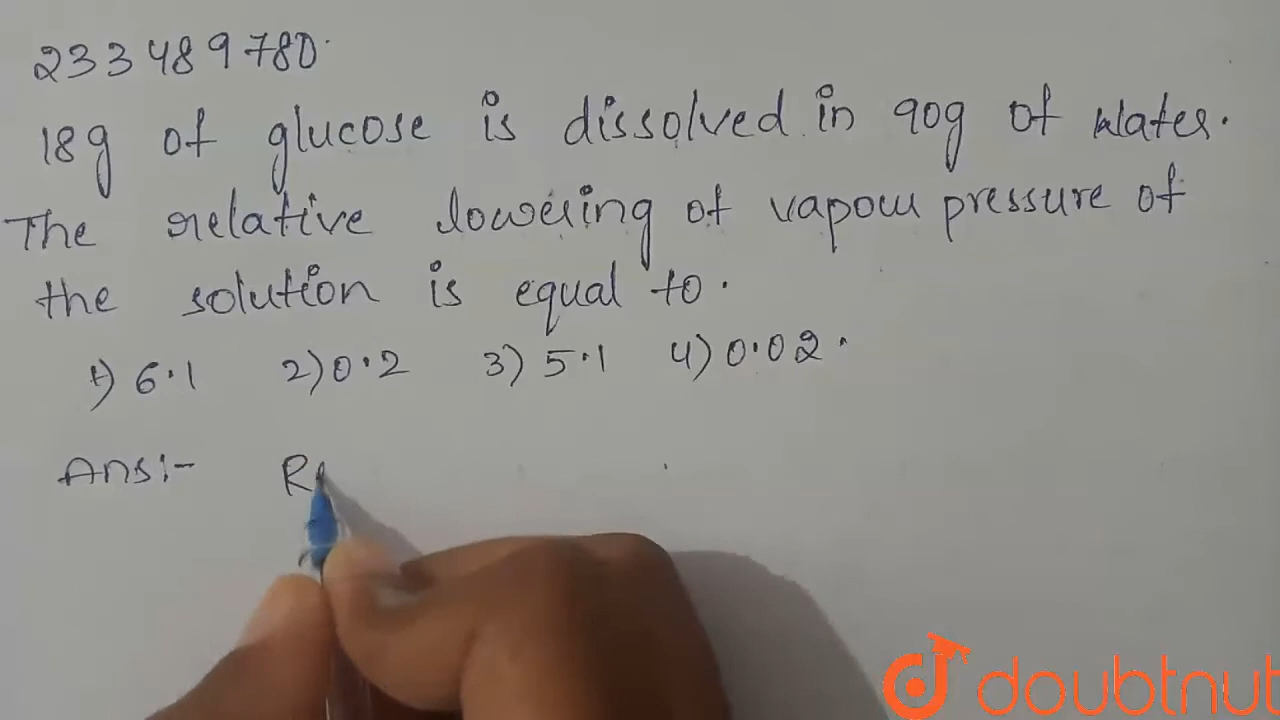 233489780.
18g of glucose is dissolved in 90g of water.
The relative lowering of vapour pressure of
the solution is equal to.
1) 6.1 2) 0.2 3) 5.1 4) 0.02.
Ans:- R
doubtnut